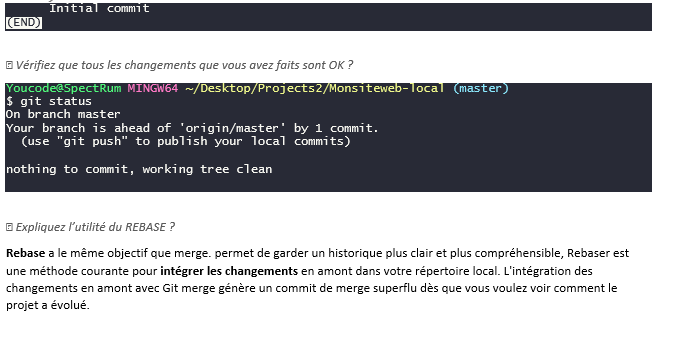 Initial commit
(END)
Vérifiez que tous les changements que vous avez faits sont OK ?
Youcode@SpectRum MINGW64 ~/Desktop/Projects2/Monsiteweb-local (master)
$ git status
On branch master
Your branch is ahead of 'origin/master' by 1 commit.
(use "git push" to publish your local commits)
nothing to commit, working tree clean
Expliquez l’utilité du REBASE ?
Rebase a le même objectif que merge. permet de garder un historique plus clair et plus compréhensible, Rebaser est
une méthode courante pour intégrer les changements en amont dans votre répertoire local. L'intégration des
changements en amont avec Git merge génère un commit de merge superflu dès que vous voulez voir comment le
projet a évolué.